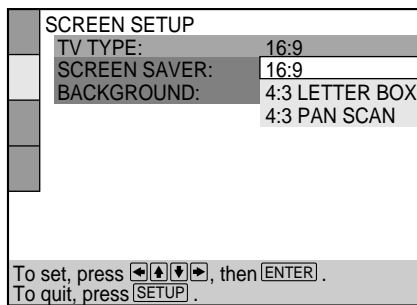 SCREEN SETUP
TV TYPE: 16:9
SCREEN SAVER: 16:9
BACKGROUND: 4:3 LETTER BOX
4:3 PAN SCAN
To set, press ←↑↓→, then ENTER.
To quit, press SETUP.